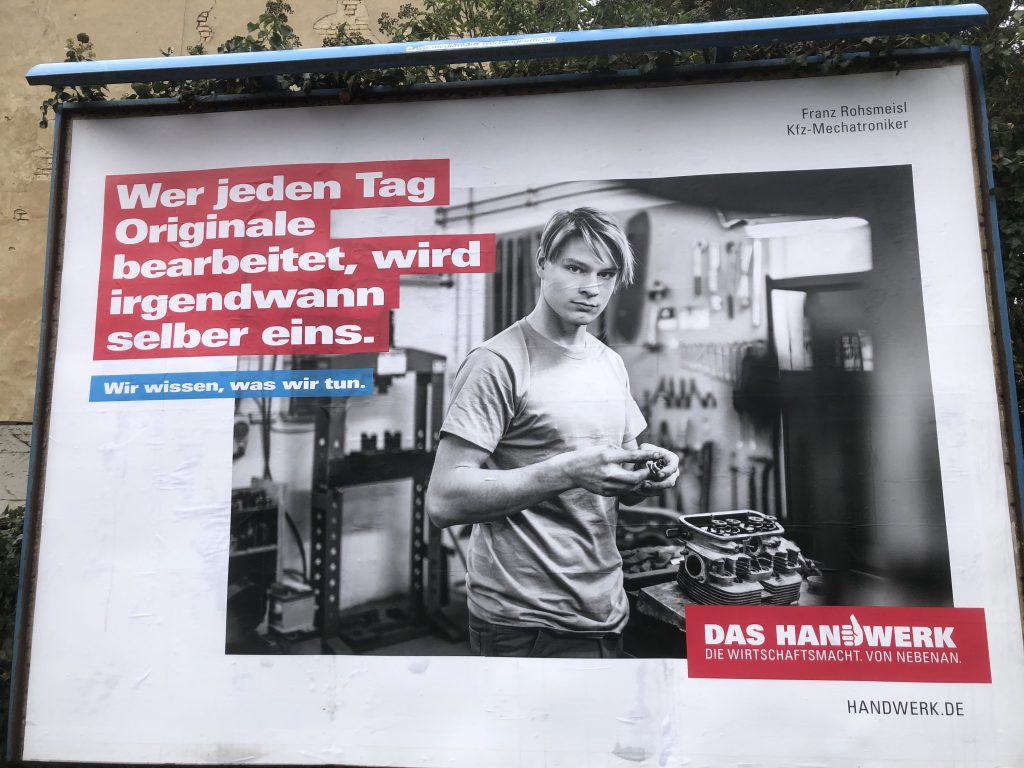 Franz Rohsmeisl
Kfz-Mechatroniker
Wer jeden Tag
Originale
bearbeitet, wird
irgendwann
selber eins.
Wir wissen, was wir tun.
DAS HANDWERK
DIE WIRTSCHAFTSMACHT. VON NEBENAN.
HANDWERK.DE